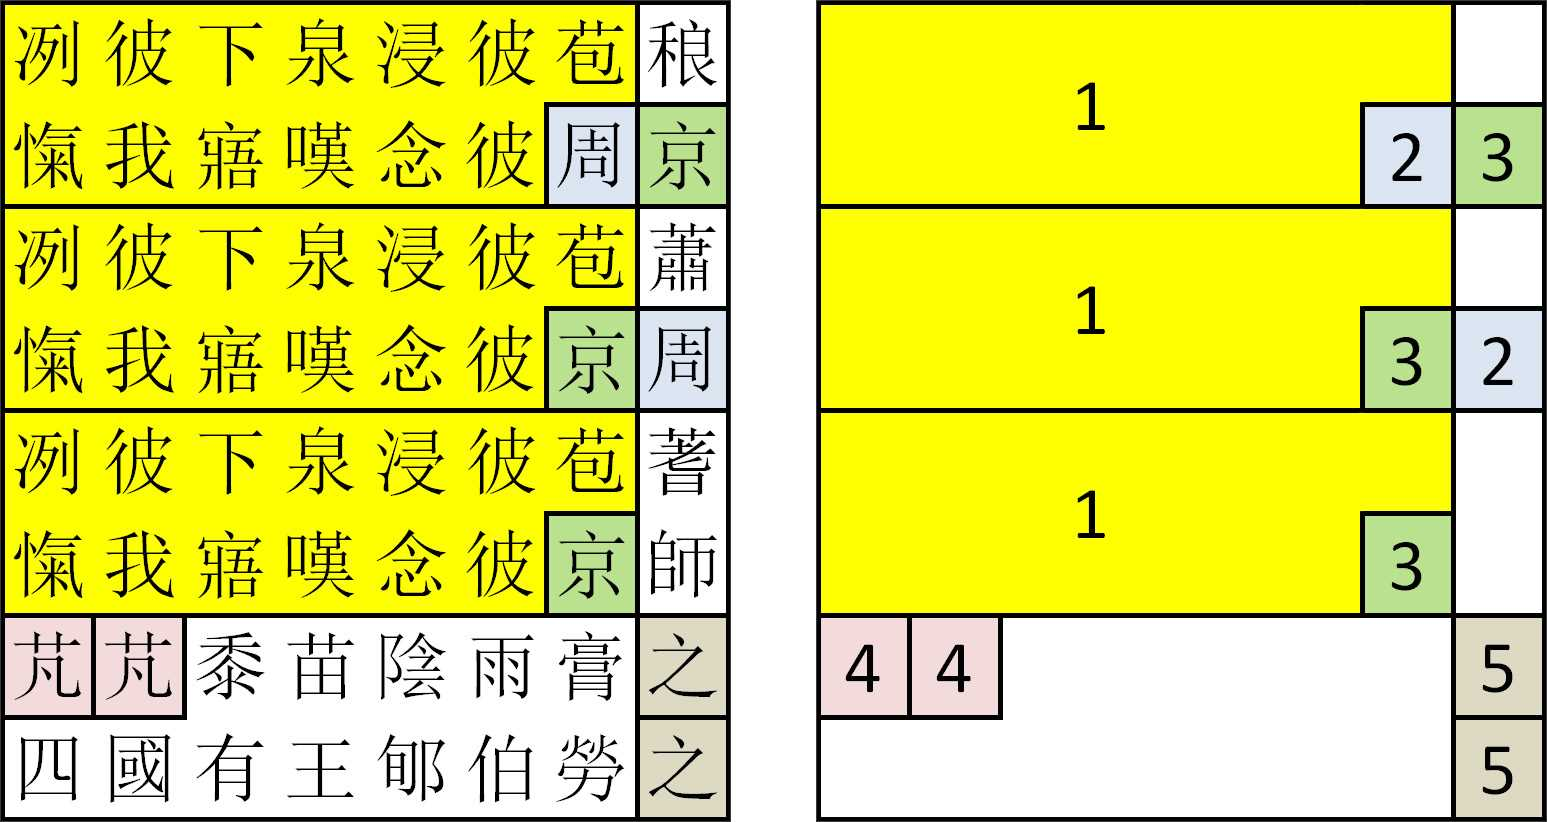 冽彼下泉浸彼苞稂
愾我寤嘆念彼周京
冽彼下泉浸彼苞蕭
愾我寤嘆念彼京周
冽彼下泉浸彼苞蓍
愾我寤嘆念彼京師
芃芃黍苗陰雨膏之
四國有王郇伯勞之
1
2 3
1
3 2
1
3
4 4 5
5